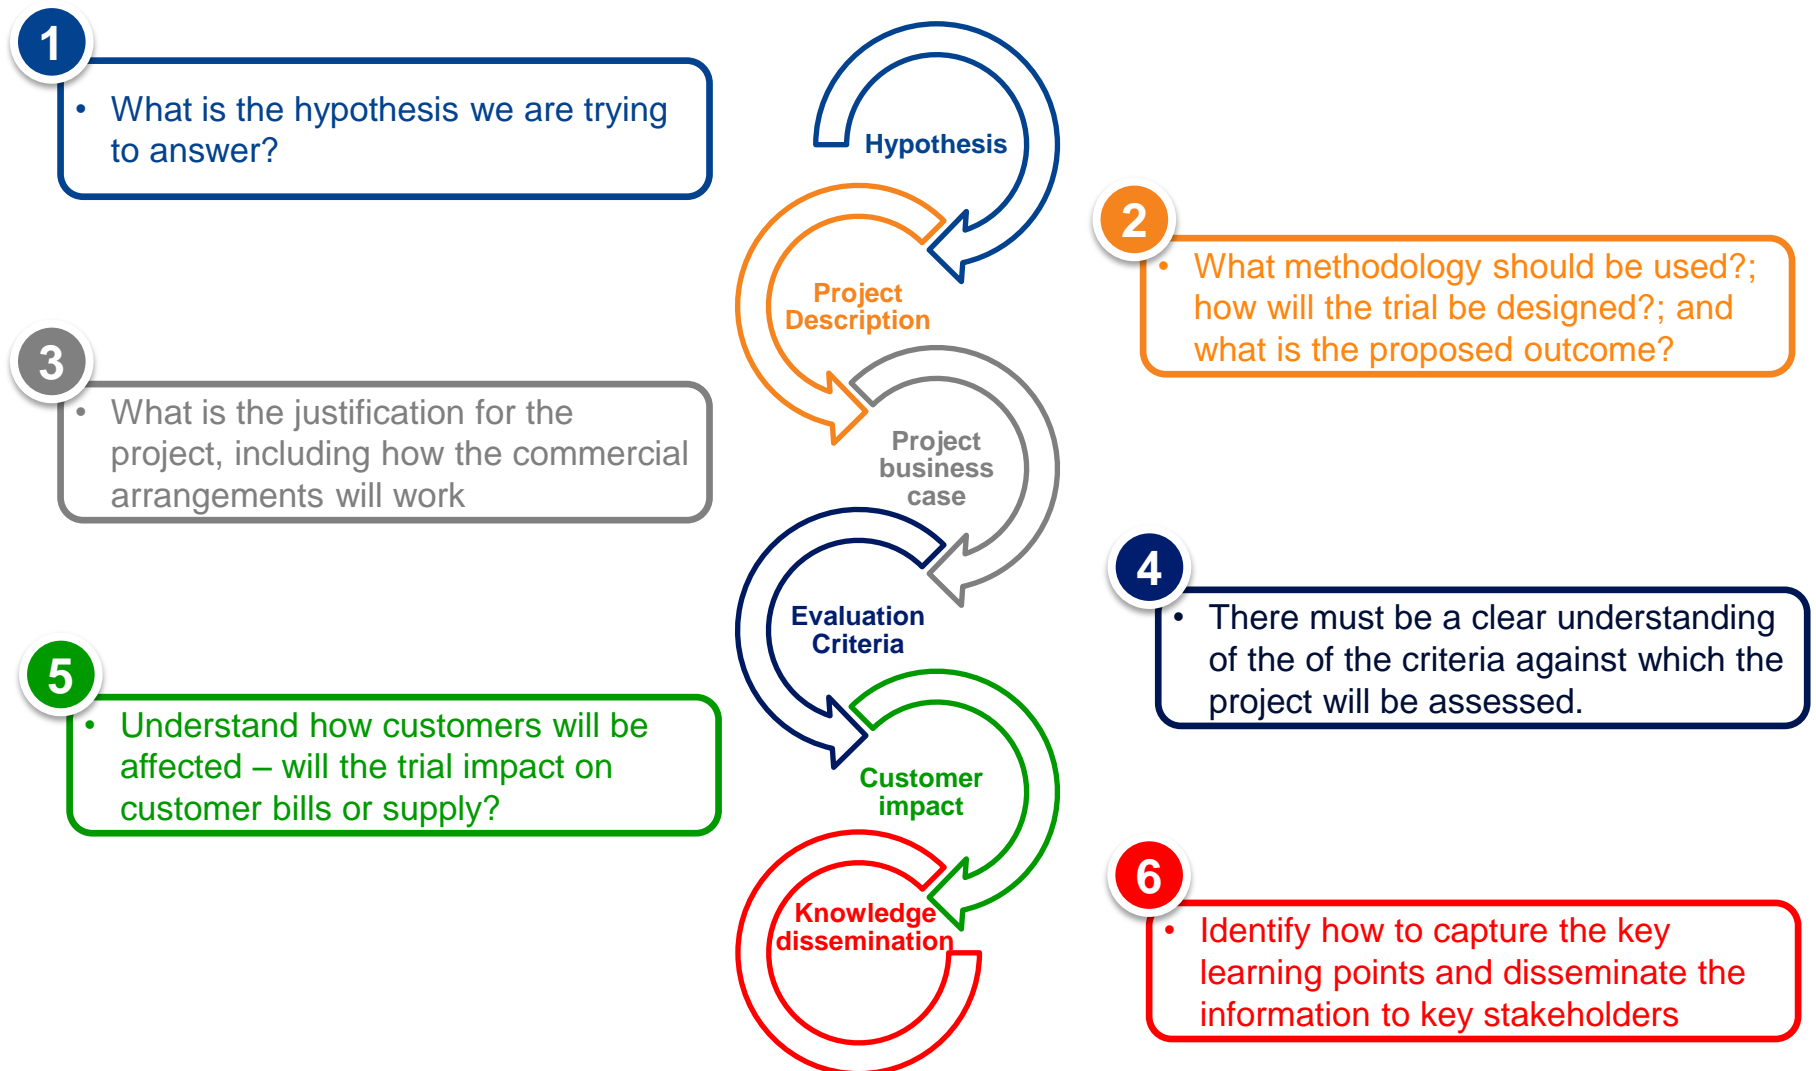 1
• What is the hypothesis we are trying
to answer?
Hypothesis
2
• What methodology should be used?;
how will the trial be designed?; and
what is the proposed outcome?
Project
Description
3
• What is the justification for the
project, including how the commercial
arrangements will work
Project
business
case
4
• There must be a clear understanding
of the of the criteria against which the
project will be assessed.
Evaluation
Criteria
5
• Understand how customers will be
affected – will the trial impact on
customer bills or supply?
Customer
impact
6
• Identify how to capture the key
learning points and disseminate the
information to key stakeholders
Knowledge
dissemination